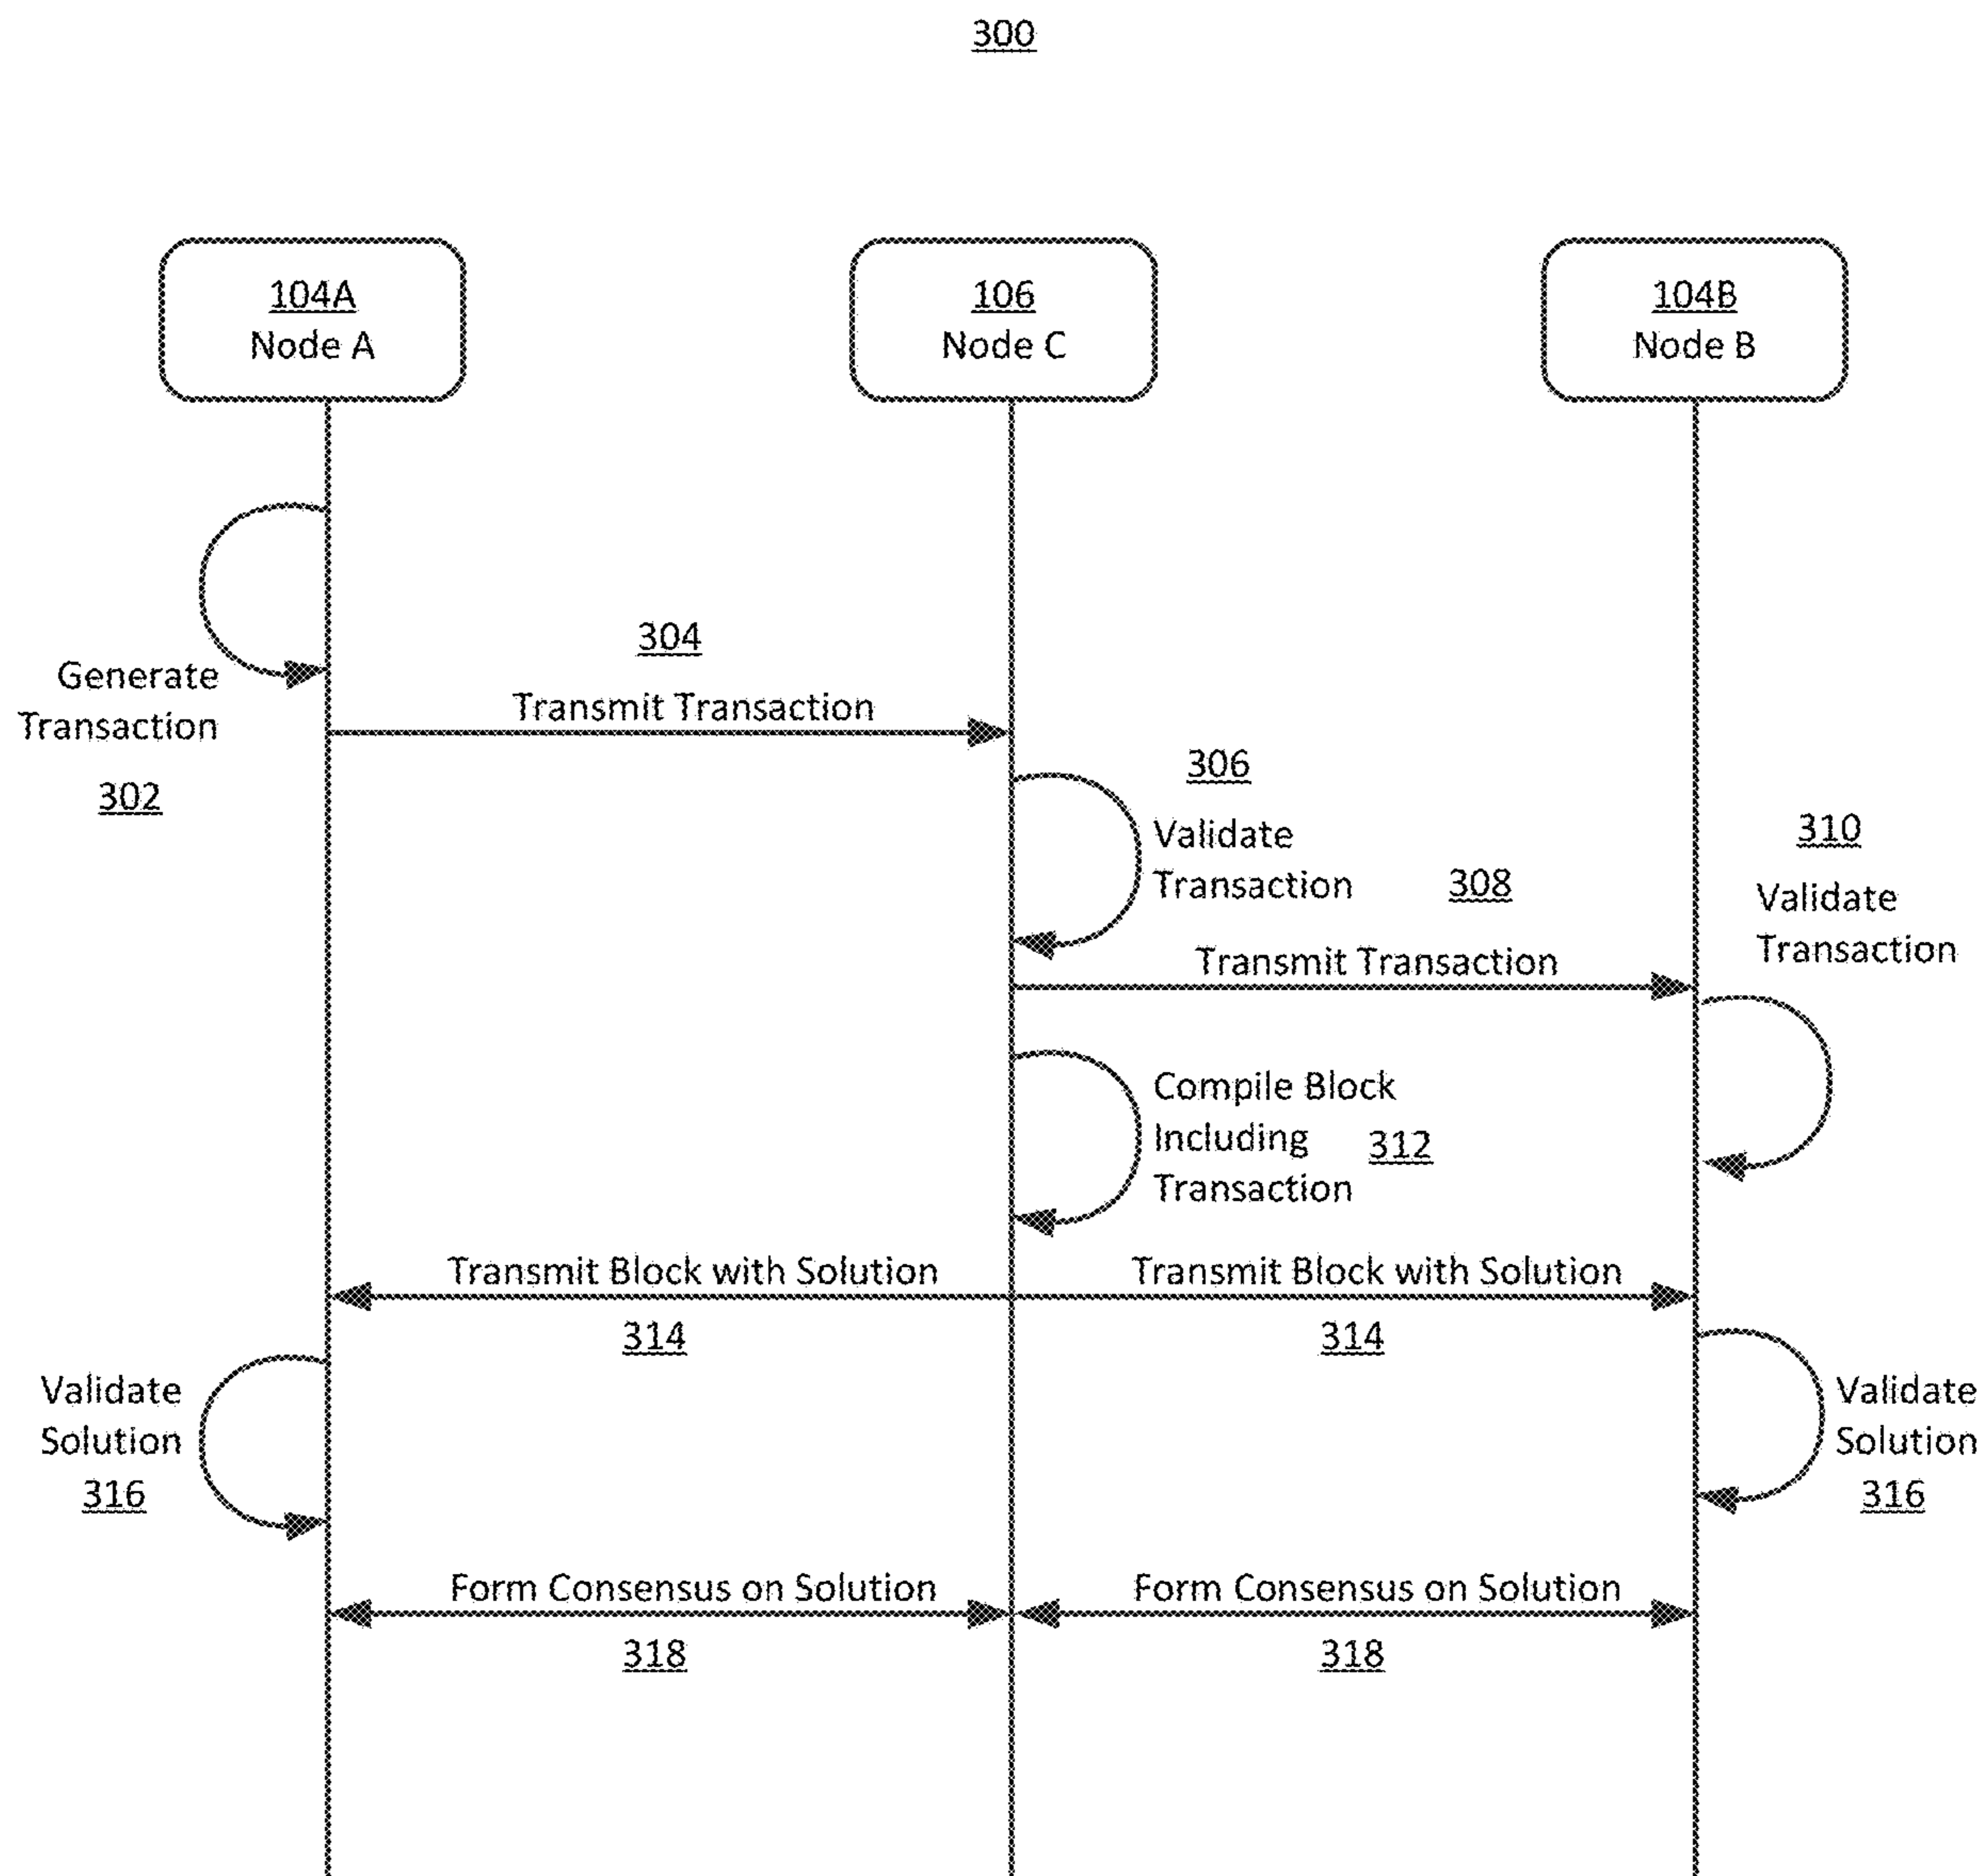 300
104A
Node A
106
Node C
104B
Node B
Generate
Transaction
302
304
Transmit Transaction
306
Validate
Transaction
308
Transmit Transaction
310
Validate
Transaction
Compile Block
Including
Transaction
312
Transmit Block with Solution
314
Transmit Block with Solution
314
Validate
Solution
316
Validate
Solution
316
Form Consensus on Solution
318
Form Consensus on Solution
318